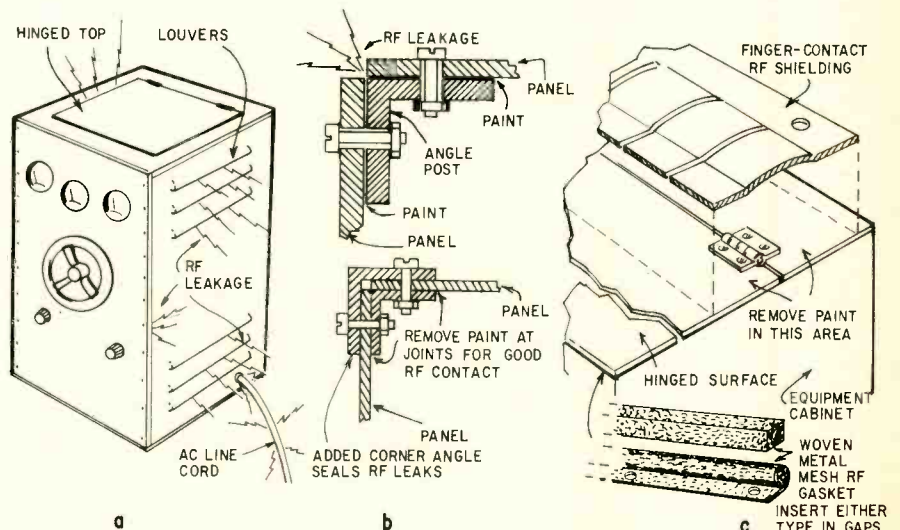 HINGED TOP
LOUVERS
RF
LEAKAGE
AC LINE
CORD
a
RF LEAKAGE
PANEL
PAINT
ANGLE
POST
PAINT
PANEL
PANEL
REMOVE PAINT AT
JOINTS FOR GOOD
RF CONTACT
PANEL
ADDED CORNER ANGLE
SEALS RF LEAKS
b
FINGER-CONTACT
RF SHIELDING
REMOVE PAINT
IN THIS AREA
HINGED SURFACE
EQUIPMENT
CABINET
WOVEN
METAL
MESH RF
GASKET
INSERT EITHER
TYPE IN GAPS
c